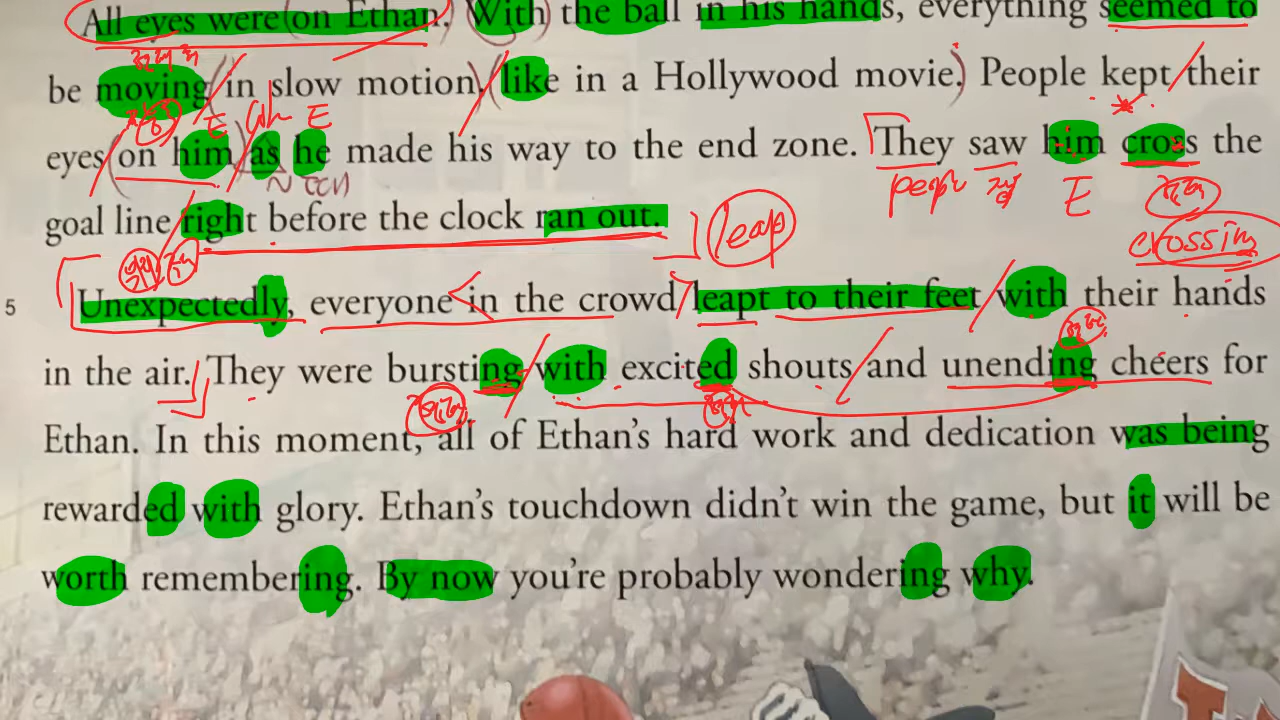 All eyes were on Ethan. With the ball in his hands, everything seemed to
be moving in slow motion, like in a Hollywood movie. People kept their
E E
eyes on him as he made his way to the end zone. They saw him cross the
people E
goal line right before the clock ran out.
leap
crossing
5 Unexpectedly, everyone in the crowd leapt to their feet with their hands
in the air. They were bursting with excited shouts and unending cheers for
Ethan. In this moment, all of Ethan's hard work and dedication was being
rewarded with glory. Ethan's touchdown didn't win the game, but it will be
worth remembering. By now you're probably wondering why.